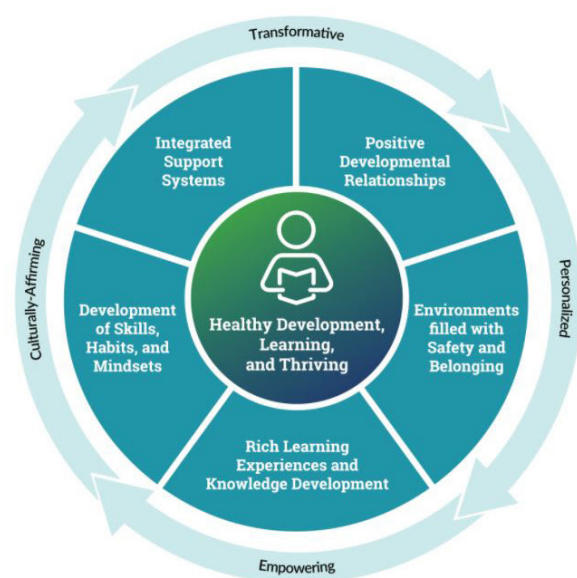 Transformative
Integrated
Support
Systems
Positive
Developmental
Relationships
Culturally-Affirming
Personalized
Development
of Skills,
Habits, and
Mindsets
Healthy Development,
Learning,
and Thriving
Environments
filled with
Safety and
Belonging
Rich Learning
Experiences and
Knowledge Development
Empowering